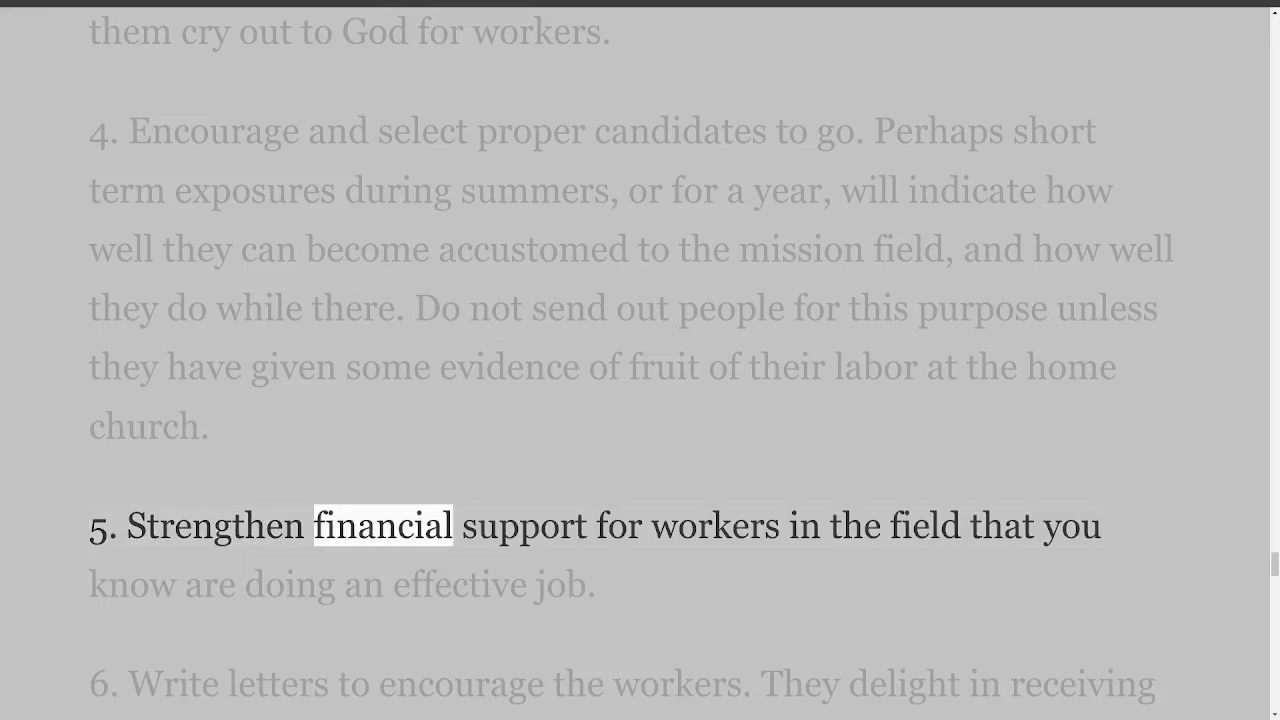 them cry out to God for workers.
4. Encourage and select proper candidates to go. Perhaps short
term exposures during summers, or for a year, will indicate how
well they can become accustomed to the mission field, and how well
they do while there. Do not send out people for this purpose unless
they have given some evidence of fruit of their labor at the home
church.
5. Strengthen financial support for workers in the field that you
know are doing an effective job.
6. Write letters to encourage the workers. They delight in receiving